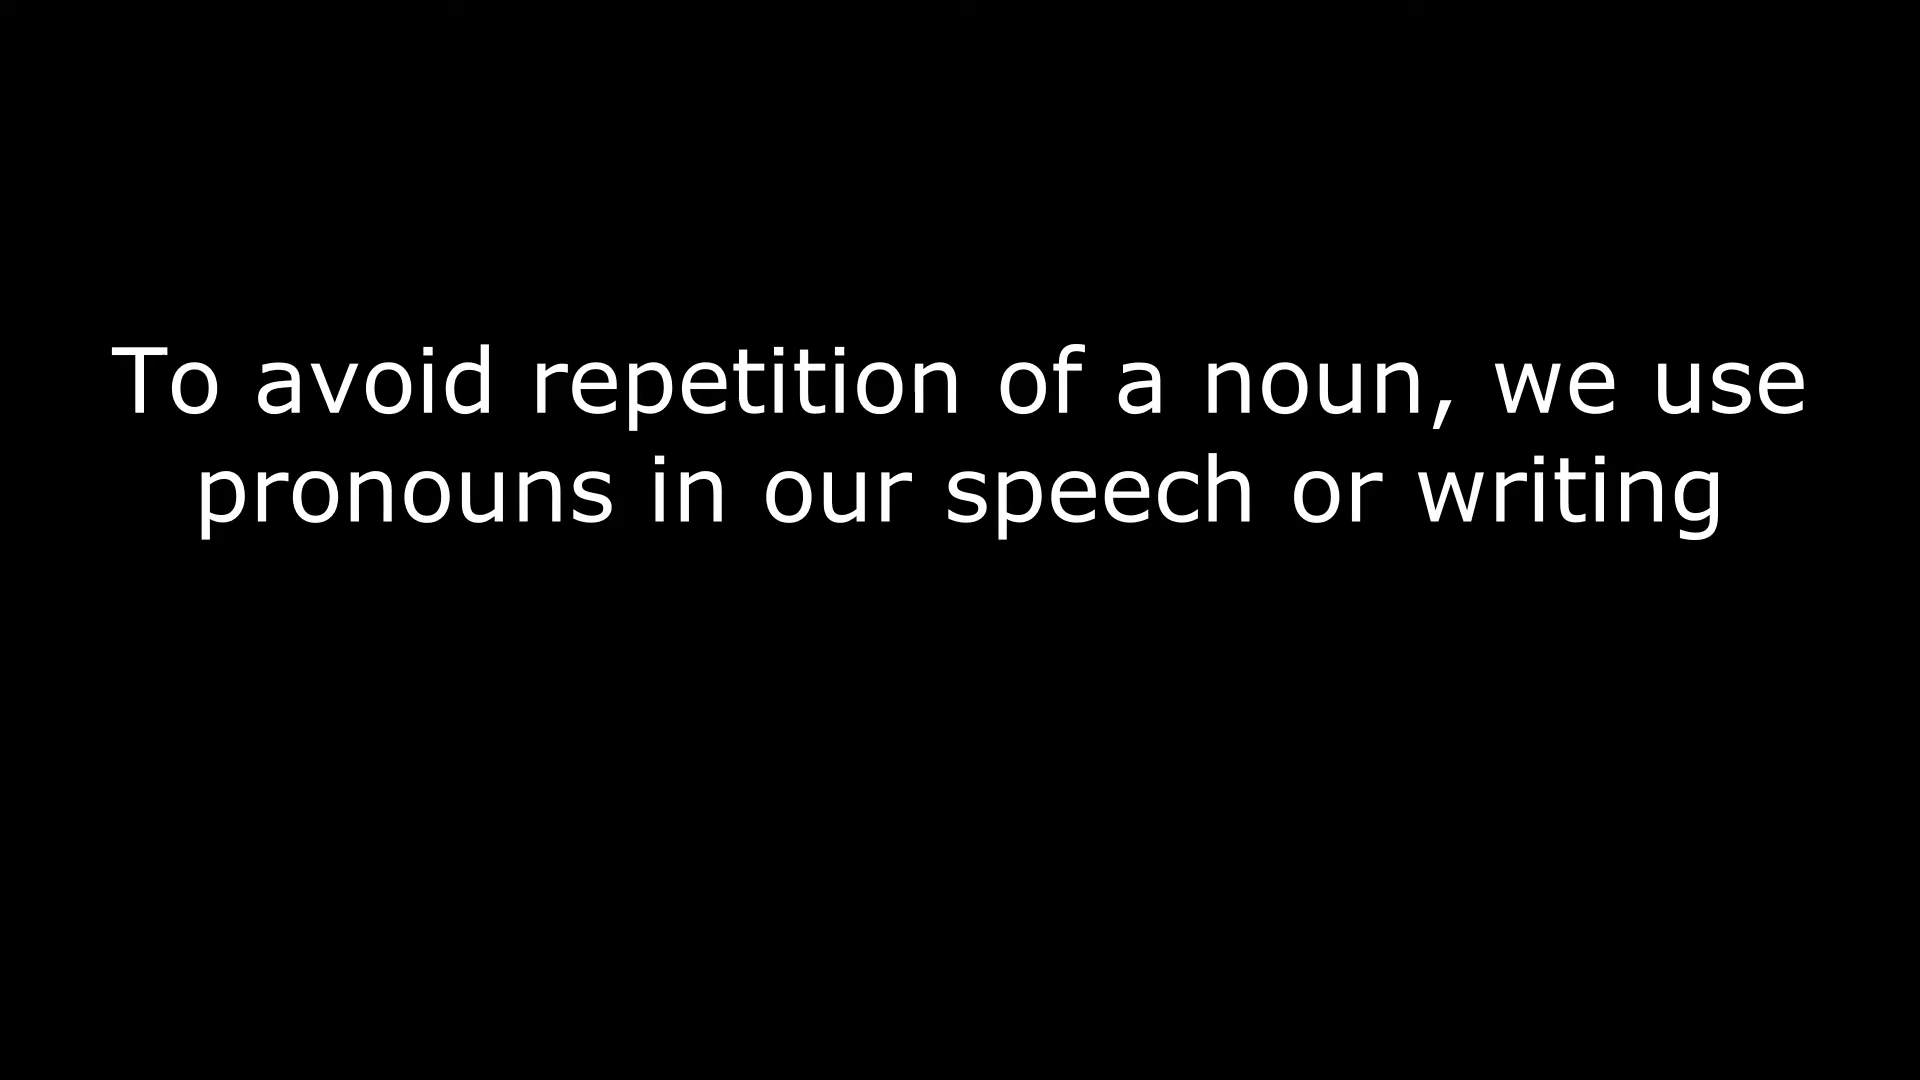 To avoid repetition of a noun, we use
pronouns in our speech or writing